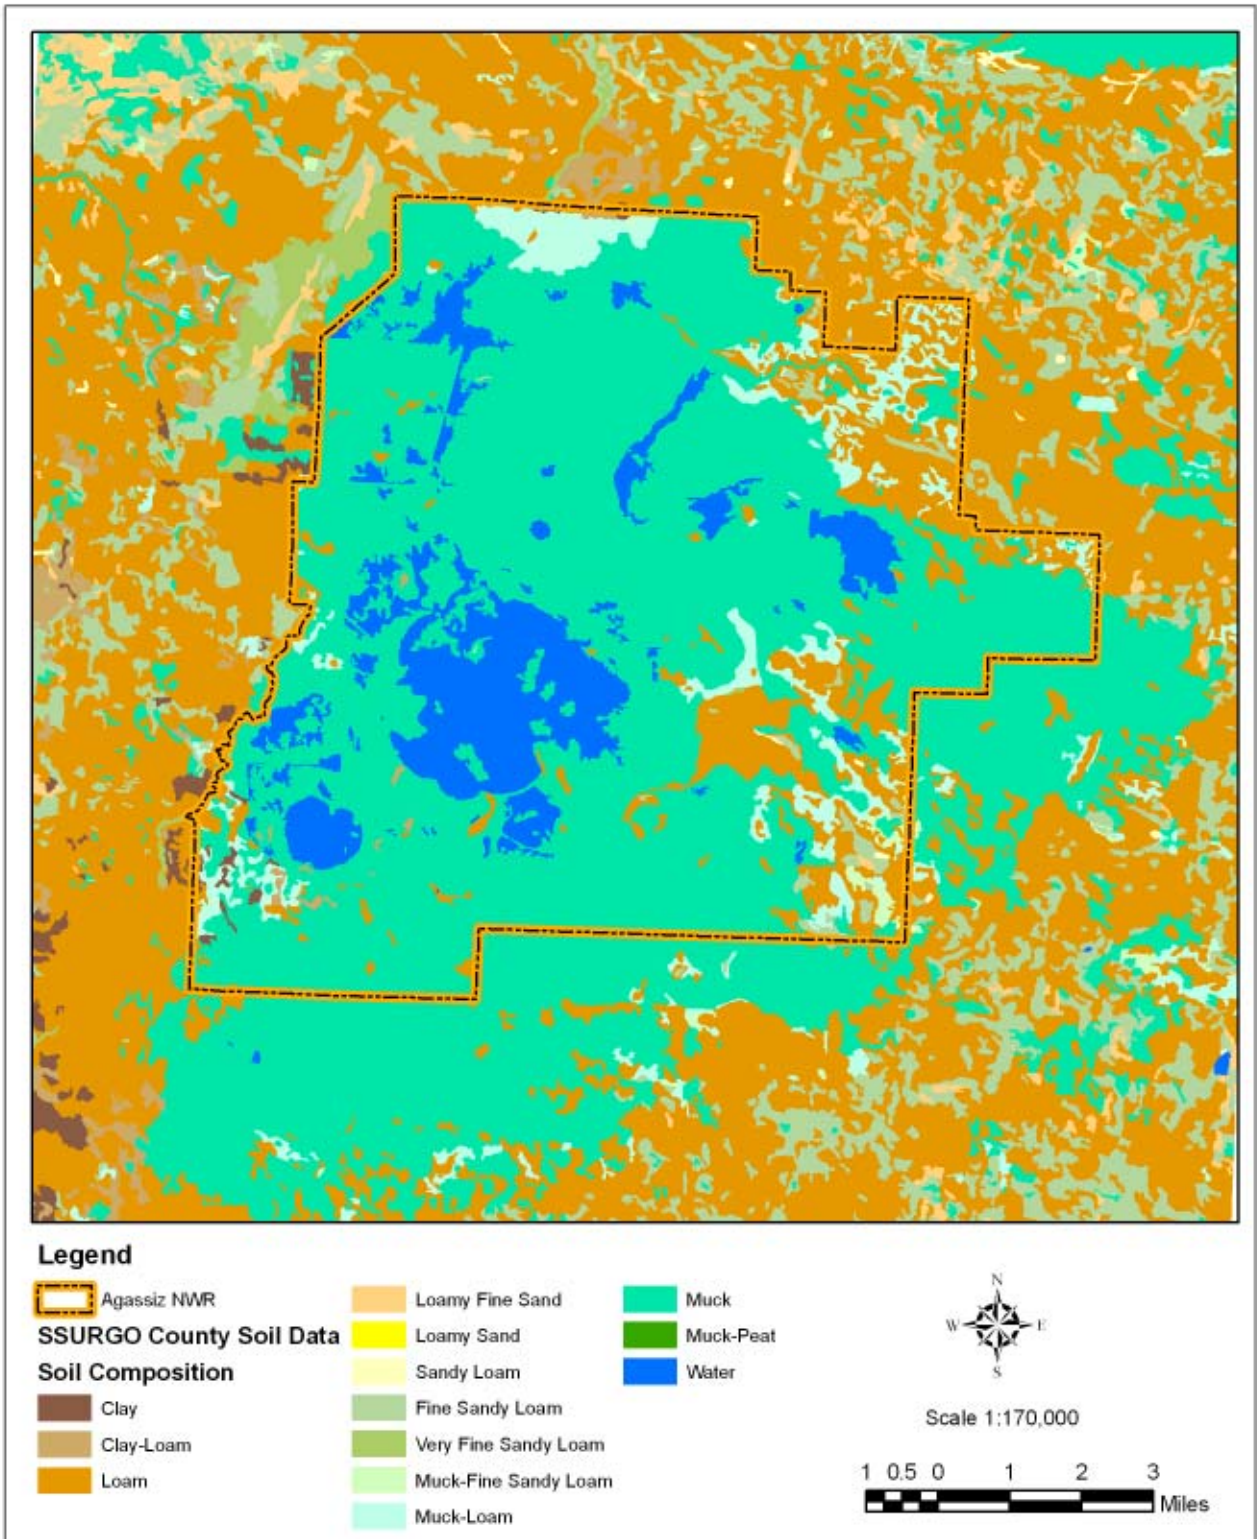 Legend
Agassiz NWR
SSURGO County Soil Data
Soil Composition
Clay
Clay-Loam
Loam
Loamy Fine Sand
Loamy Sand
Sandy Loam
Fine Sandy Loam
Very Fine Sandy Loam
Muck-Fine Sandy Loam
Muck-Loam
Muck
Muck-Peat
Water
N
W E
S
Scale 1:170,000
1 0.5 0 1 2 3
Miles